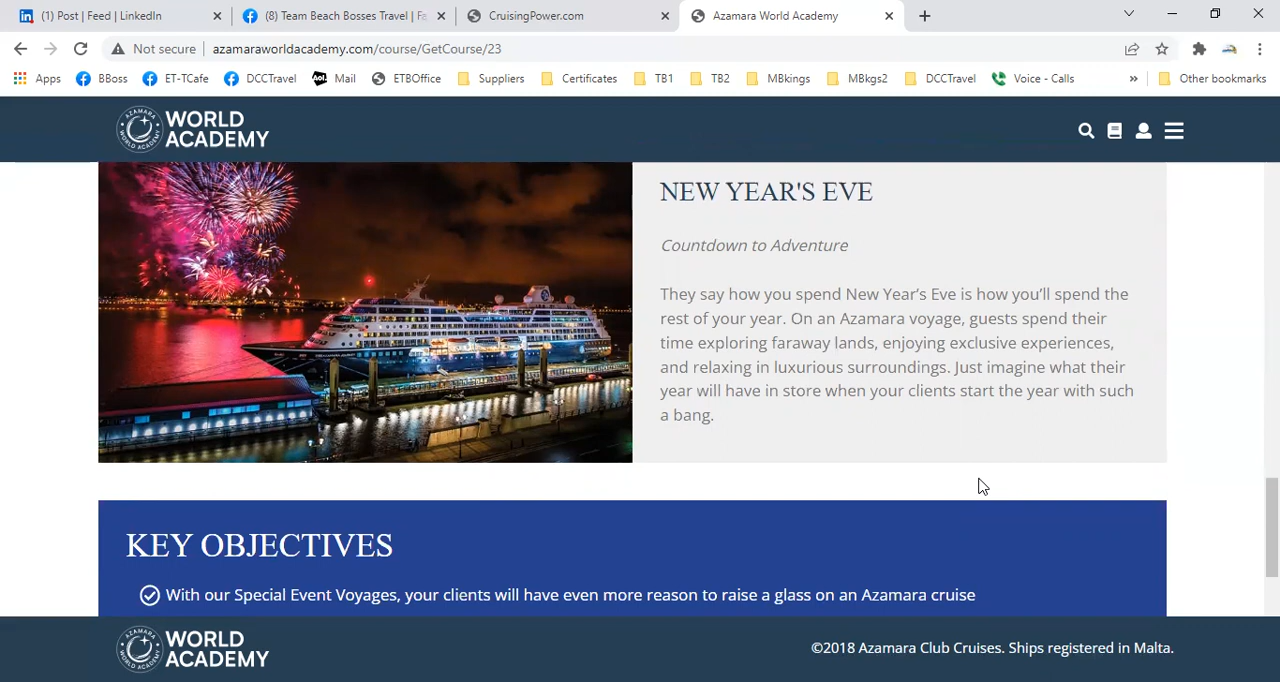 (1) Post | Feed | LinkedIn
(8) Team Beach Bosses Travel | Fa
CruisingPower.com
Azamara World Academy
Not secure
azamaraworldacademy.com/course/GetCourse/23
Apps
BBoss
ET-TCafe
DCCTravel
Aol.
Mail
ETBOffice
Suppliers
Certificates
TB1
TB2
MBkings
MBkgs2
DCCTravel
Voice - Calls
»
Other bookmarks
WORLD
ACADEMY
NEW YEAR'S EVE
Countdown to Adventure
They say how you spend New Year's Eve is how you'll spend the
rest of your year. On an Azamara voyage, guests spend their
time exploring faraway lands, enjoying exclusive experiences,
and relaxing in luxurious surroundings. Just imagine what their
year will have in store when your clients start the year with such
a bang.
KEY OBJECTIVES
With our Special Event Voyages, your clients will have even more reason to raise a glass on an Azamara cruise
WORLD
ACADEMY
©2018 Azamara Club Cruises. Ships registered in Malta.